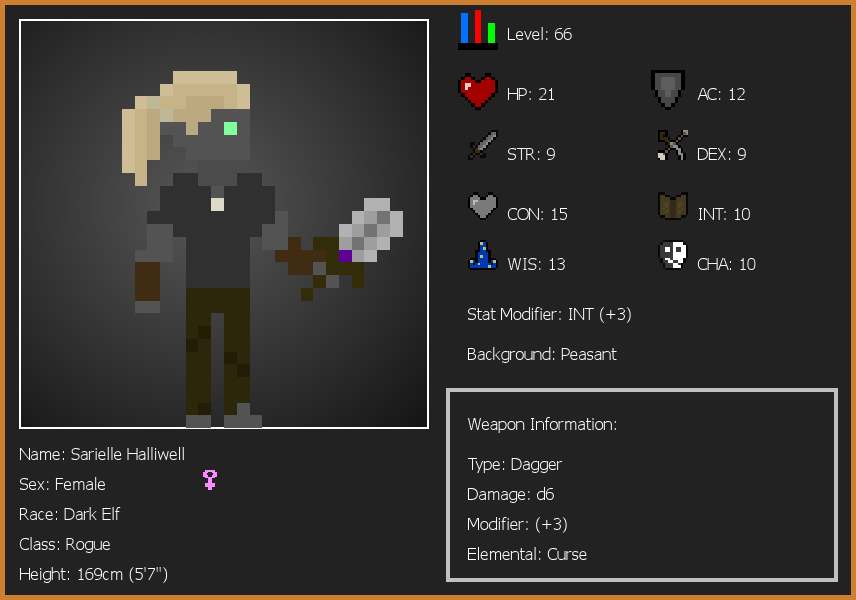 Level: 66
HP: 21
AC: 12
STR: 9
DEX: 9
CON: 15
INT: 10
WIS: 13
CHA: 10
Stat Modifier: INT (+3)
Background: Peasant
Weapon Information:
Type: Dagger
Damage: d6
Modifier: (+3)
Elemental: Curse
Name: Sarielle Halliwell
Sex: Female
Race: Dark Elf
Class: Rogue
Height: 169cm (5'7")